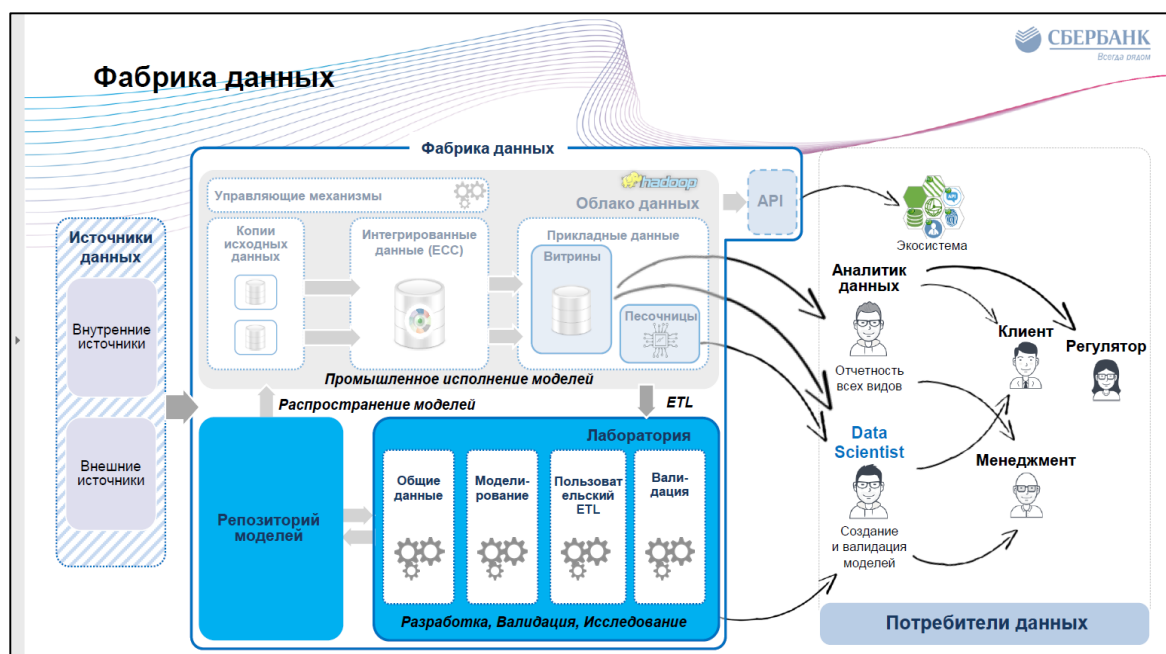 СБЕРБАНК
Всегда рядом
Фабрика данных
Фабрика данных
hadoop
Управляющие механизмы
Облако данных
API
Источники
данных
Внутренние
источники
Внешние
источники
Копии
исходных
данных
Интегрированные
данные (ECC)
Прикладные данные
Витрины
Песочницы
Промышленное исполнение моделей
Распространение моделей
ETL
Репозиторий
моделей
Лаборатория
Общие
данные
Модели-
рование
Пользоват
ельский
ETL
Вали-
дация
Разработка, Валидация, Исследование
Экосистема
Аналитик
данных
Отчетность
всех видов
Клиент
Регулятор
Data
Scientist
Создание
и валидация
моделей
Менеджмент
Потребители данных